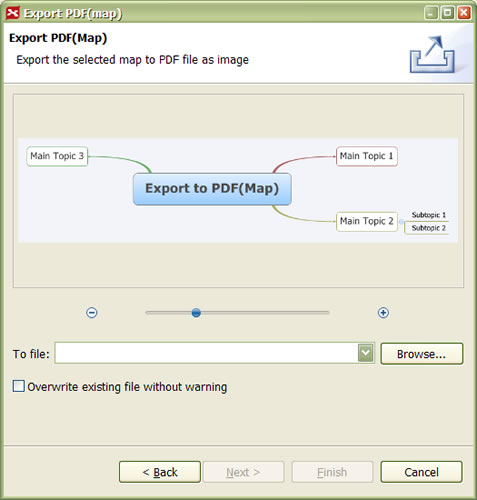 Export PDF(map)
Export PDF(Map)
Export the selected map to PDF file as image
Main Topic 3
Main Topic 1
Export to PDF(Map)
Main Topic 2
Subtopic 1
Subtopic 2
To file:
Browse...
Overwrite existing file without warning
< Back
Next >
Finish
Cancel